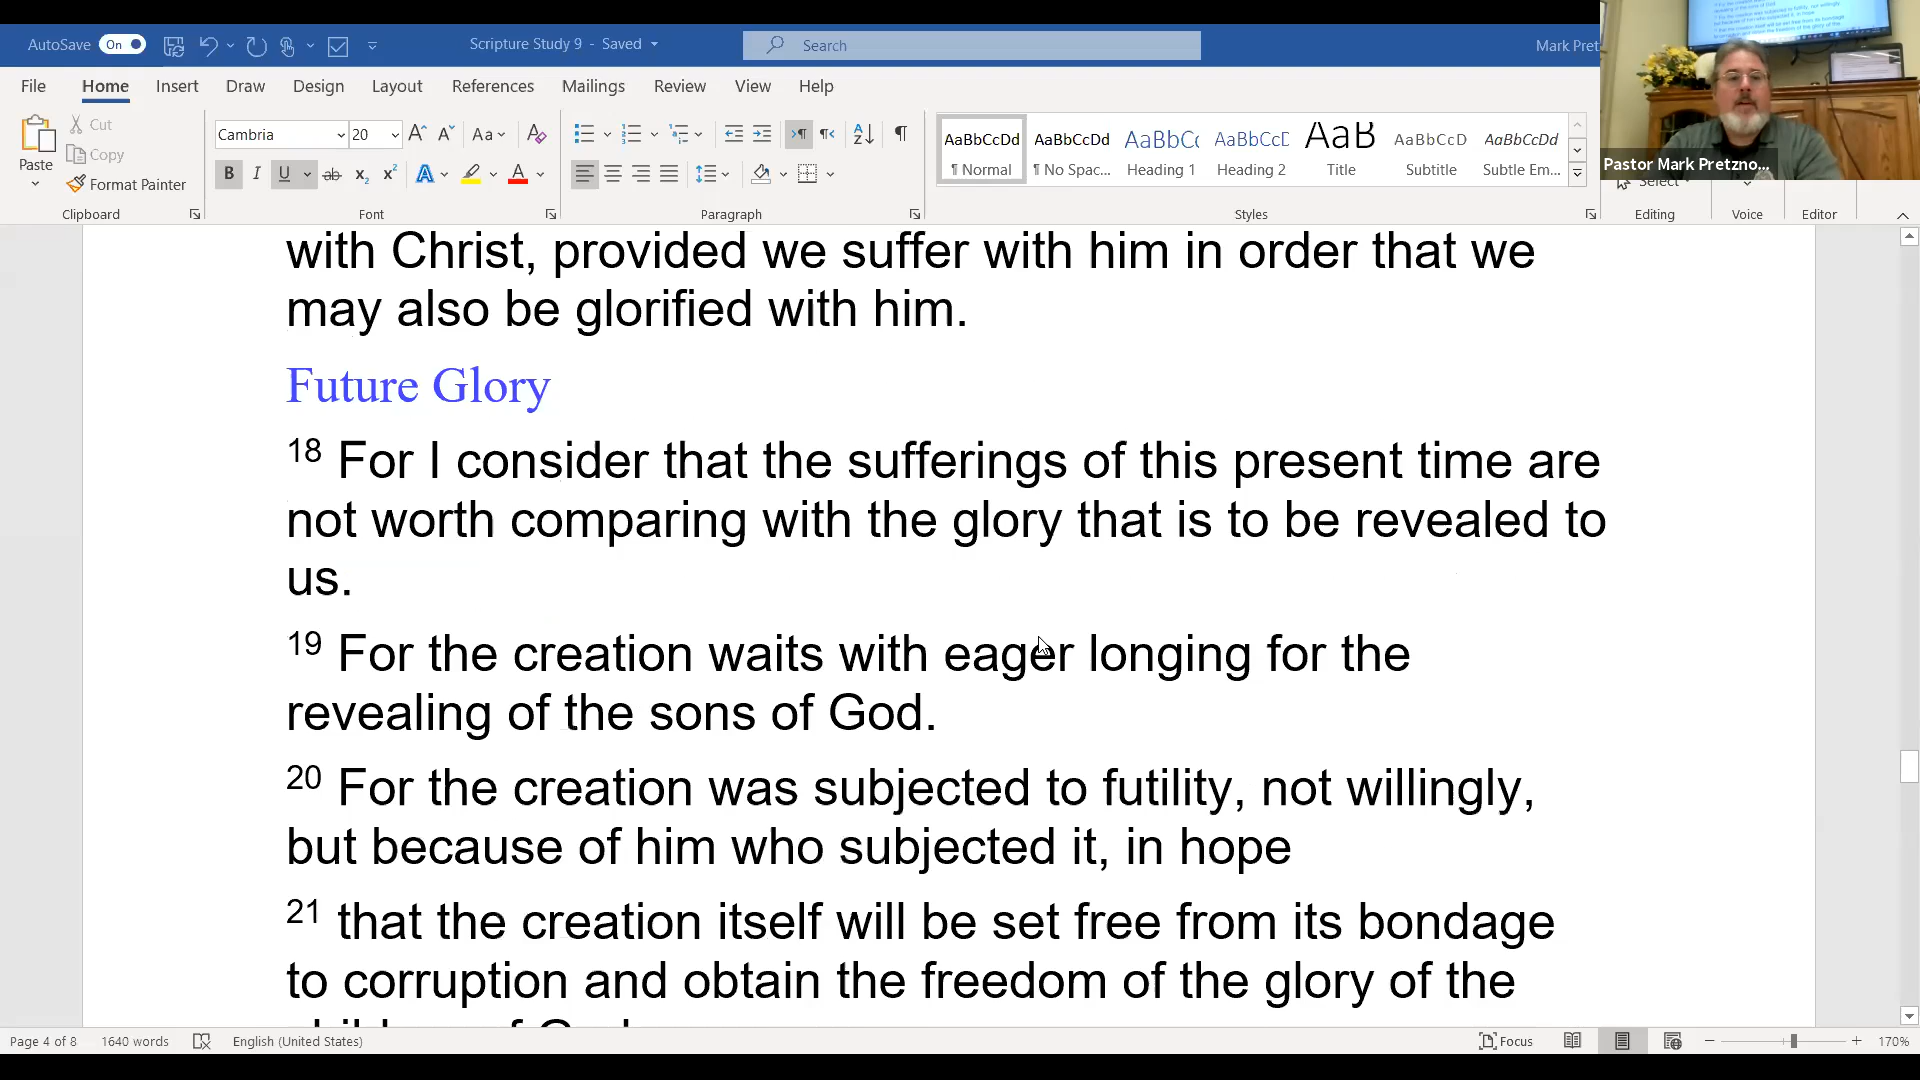 AutoSave On
Scripture Study 9 - Saved
Search
Mark Pret
File Home Insert Draw Design Layout References Mailings Review View Help
Paste
Cut
Copy
Format Painter
Clipboard
Cambria 20
Aa
B I U ab x₂ x² A A
Font
Paragraph
AaBbCcDd AaBbCcDd AaBbCc AaBbCcD AaB AaBbCcD AaBbCcDd
¶ Normal ¶ No Spac... Heading 1 Heading 2 Title Subtitle Subtle Em...
Styles
Select
Editing
Voice
Editor
Pastor Mark Pretzno...
with Christ, provided we suffer with him in order that we
may also be glorified with him.
Future Glory
18 For I consider that the sufferings of this present time are
not worth comparing with the glory that is to be revealed to
us.
19 For the creation waits with eager longing for the
revealing of the sons of God.
20 For the creation was subjected to futility, not willingly,
but because of him who subjected it, in hope
21 that the creation itself will be set free from its bondage
to corruption and obtain the freedom of the glory of the
Page 4 of 8 1640 words English (United States) Focus 170%